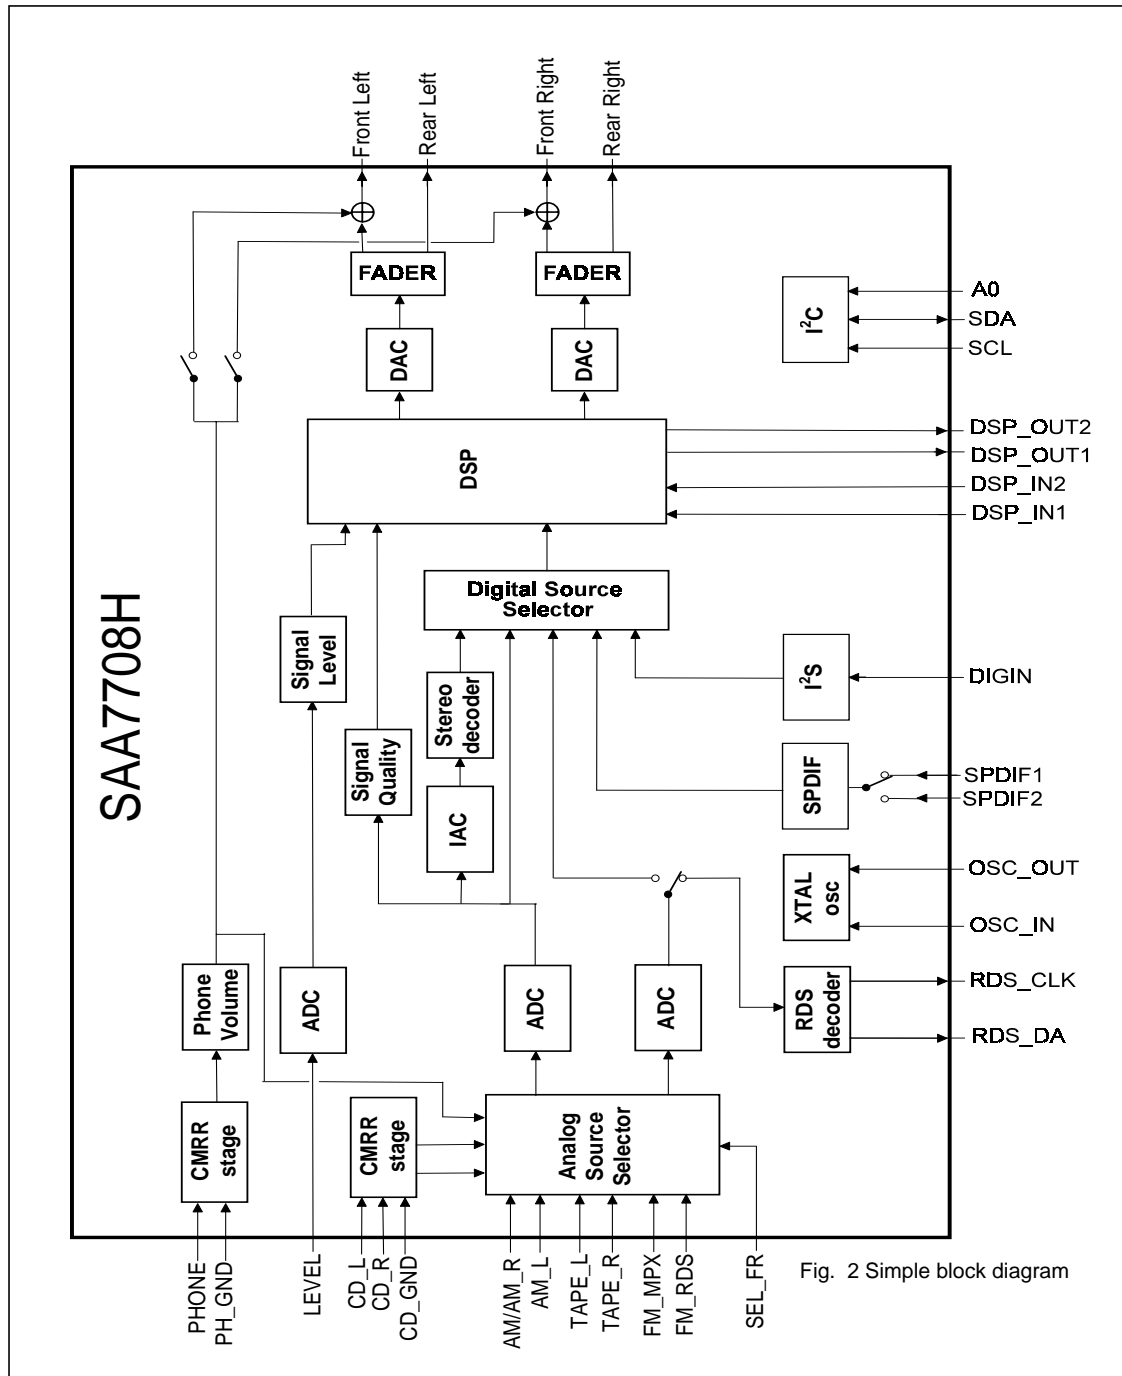 SAA7708H
Front Left
Rear Left
Front Right
Rear Right
FADER
FADER
DAC
DAC
I²C
A0
SDA
SCL
DSP
DSP_OUT2
DSP_OUT1
DSP_IN2
DSP_IN1
Digital Source
Selector
Signal
Level
Signal
Quality
Stereo
decoder
IAC
I²S
DIGIN
SPDIF
SPDIF1
SPDIF2
XTAL
osc
OSC_OUT
OSC_IN
RDS
decoder
RDS_CLK
RDS_DA
Phone
Volume
ADC
ADC
ADC
CMRR
stage
CMRR
stage
Analog
Source
Selector
PHONE
PH_GND
LEVEL
CD_L
CD_R
CD_GND
AM/AM_R
AM_L
TAPE_L
TAPE_R
FM_MPX
FM_RDS
SEL_FR
Fig. 2 Simple block diagram